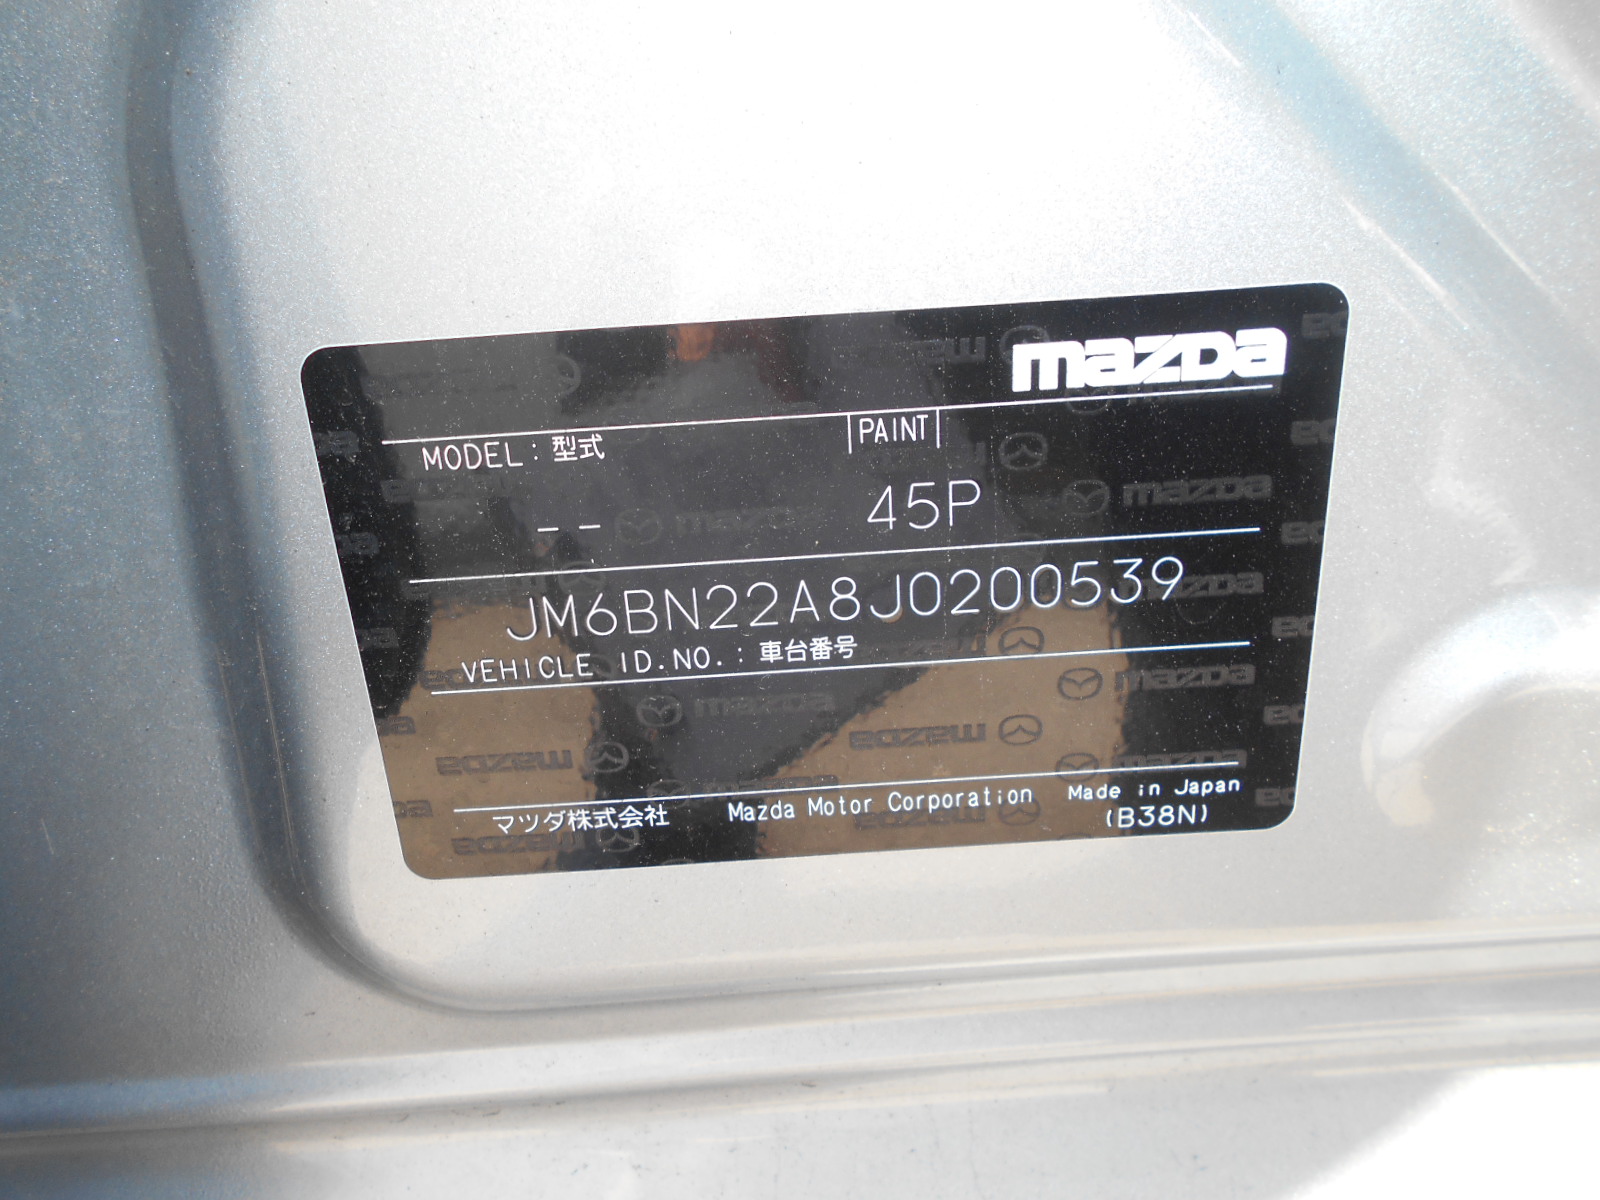 mazda
MODEL : 型式
PAINT
-- 45P
JM6BN22A8J0200539
VEHICLE ID.NO. : 車台番号
マツダ株式会社 Mazda Motor Corporation Made in Japan
(B38N)